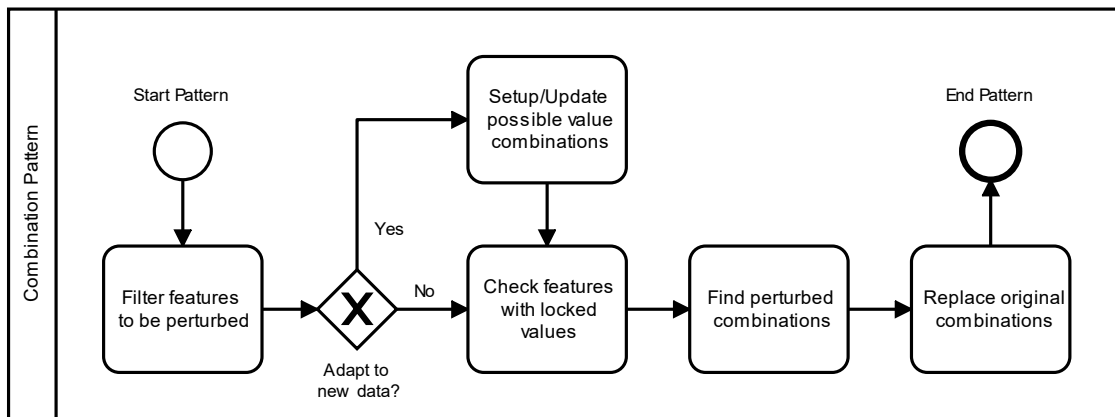 Combination Pattern
Start Pattern
Filter features
to be perturbed
Adapt to
new data?
Yes
No
Setup/Update
possible value
combinations
Check features
with locked
values
Find perturbed
combinations
Replace original
combinations
End Pattern